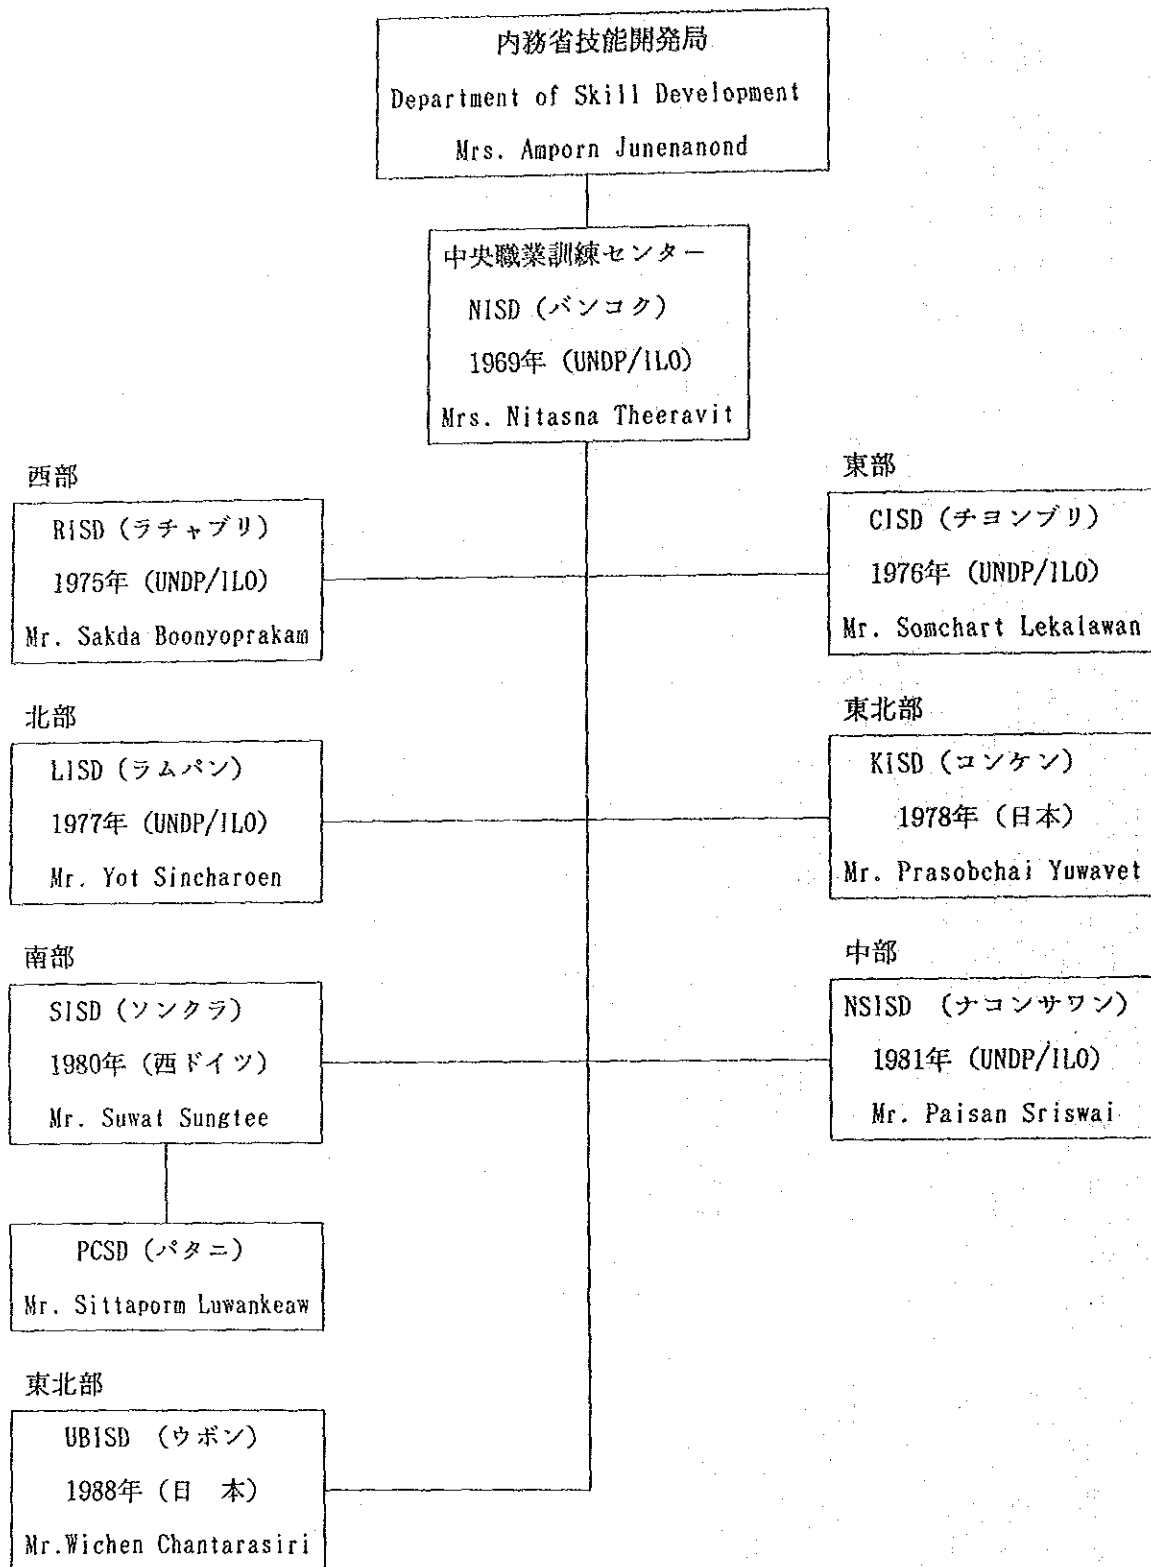 内務省技能開発局
Department of Skill Development
Mrs. Amporn Junenanond
中央職業訓練センター
NISD (バンコク)
1969年 (UNDP/ILO)
Mrs. Nitasna Theeravit
西部
RISD (ラチャブリ)
1975年 (UNDP/ILO)
Mr. Sakda Boonyoprakam
東部
CISD (チョンブリ)
1976年 (UNDP/ILO)
Mr. Somchart Lekalawan
北部
LISD (ラムパン)
1977年 (UNDP/ILO)
Mr. Yot Sincharoen
東北部
KISD (コンケン)
1978年 (日本)
Mr. Prasobchai Yuwavet
南部
SISD (ソンクラ)
1980年 (西ドイツ)
Mr. Suwat Sungtee
中部
NSISD (ナコンサワン)
1981年 (UNDP/ILO)
Mr. Paisan Sriswai
PCSD (パタニ)
Mr. Sittaporm Luwankeaw
東北部
UBISD (ウボン)
1988年 (日 本)
Mr.Wichen Chantarasiri